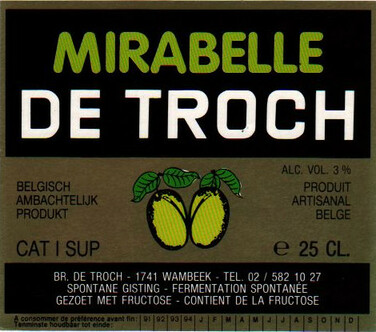 MIRABELLE
DE TROCH
ALC. VOL. 3 %
BELGISCH
AMBACHTELIJK
PRODUKT
PRODUIT
ARTISANAL
BELGE
CAT I SUP
e 25 CL.
BR. DE TROCH - 1741 WAMBEEK - TEL. 02 / 582 10 27
SPONTANE GISTING - FERMENTATION SPONTANÉE
GEZOET MET FRUCTOSE - CONTIENT DE LA FRUCTOSE
A consommer de préférence avant fin: 91 92 93 94 J F M A M J J A S O N D
Tenminste houdbaar tot einde: